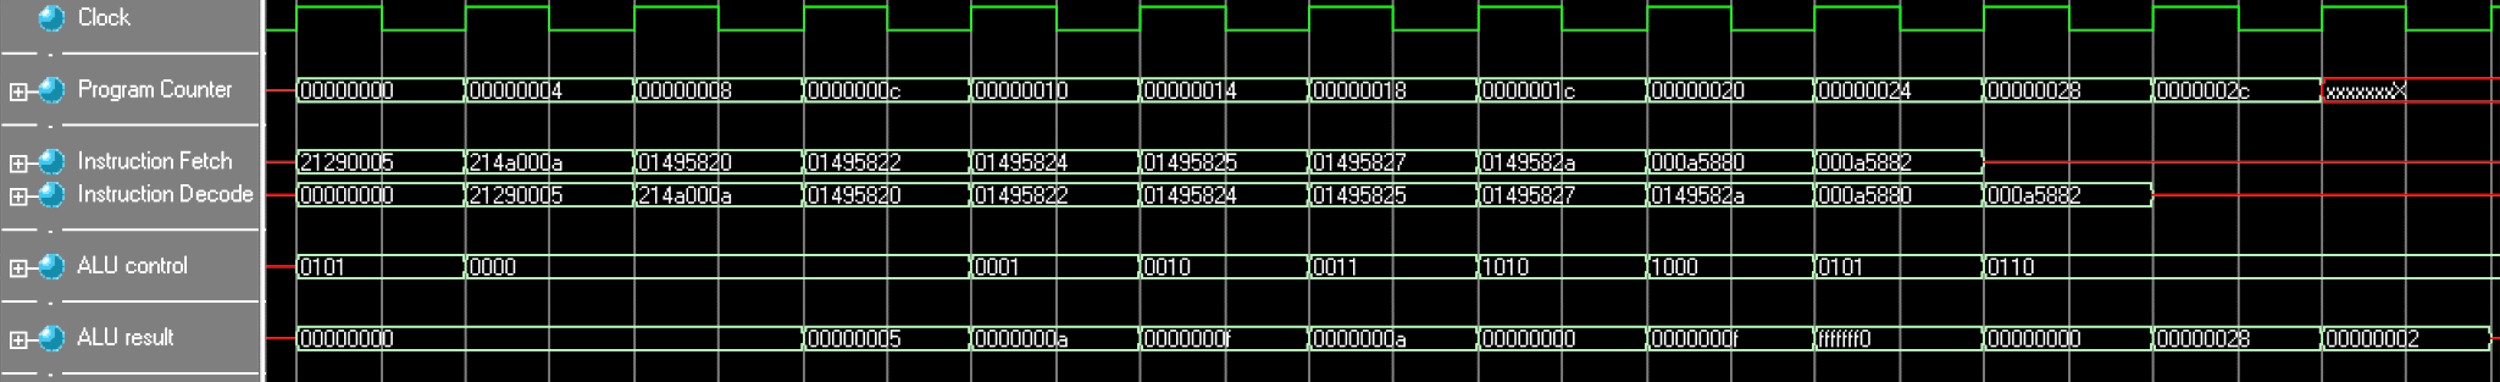 Clock
Program Counter 00000000 00000004 00000008 0000000c 00000010 00000014 00000018 0000001c 00000020 00000024 00000028 0000002c xxxxxxxX
Instruction Fetch 21290005 214a000a 01495820 01495822 01495824 01495825 01495827 0149582a 000a5880 000a5882
Instruction Decode 00000000 21290005 214a000a 01495820 01495822 01495824 01495825 01495827 0149582a 000a5880 000a5882
ALU control 0101 0000 0001 0010 0011 1010 1000 0101 0110
ALU result 00000000 00000005 0000000a 0000000f 0000000a 00000000 0000000f fffffff0 00000000 00000028 00000002